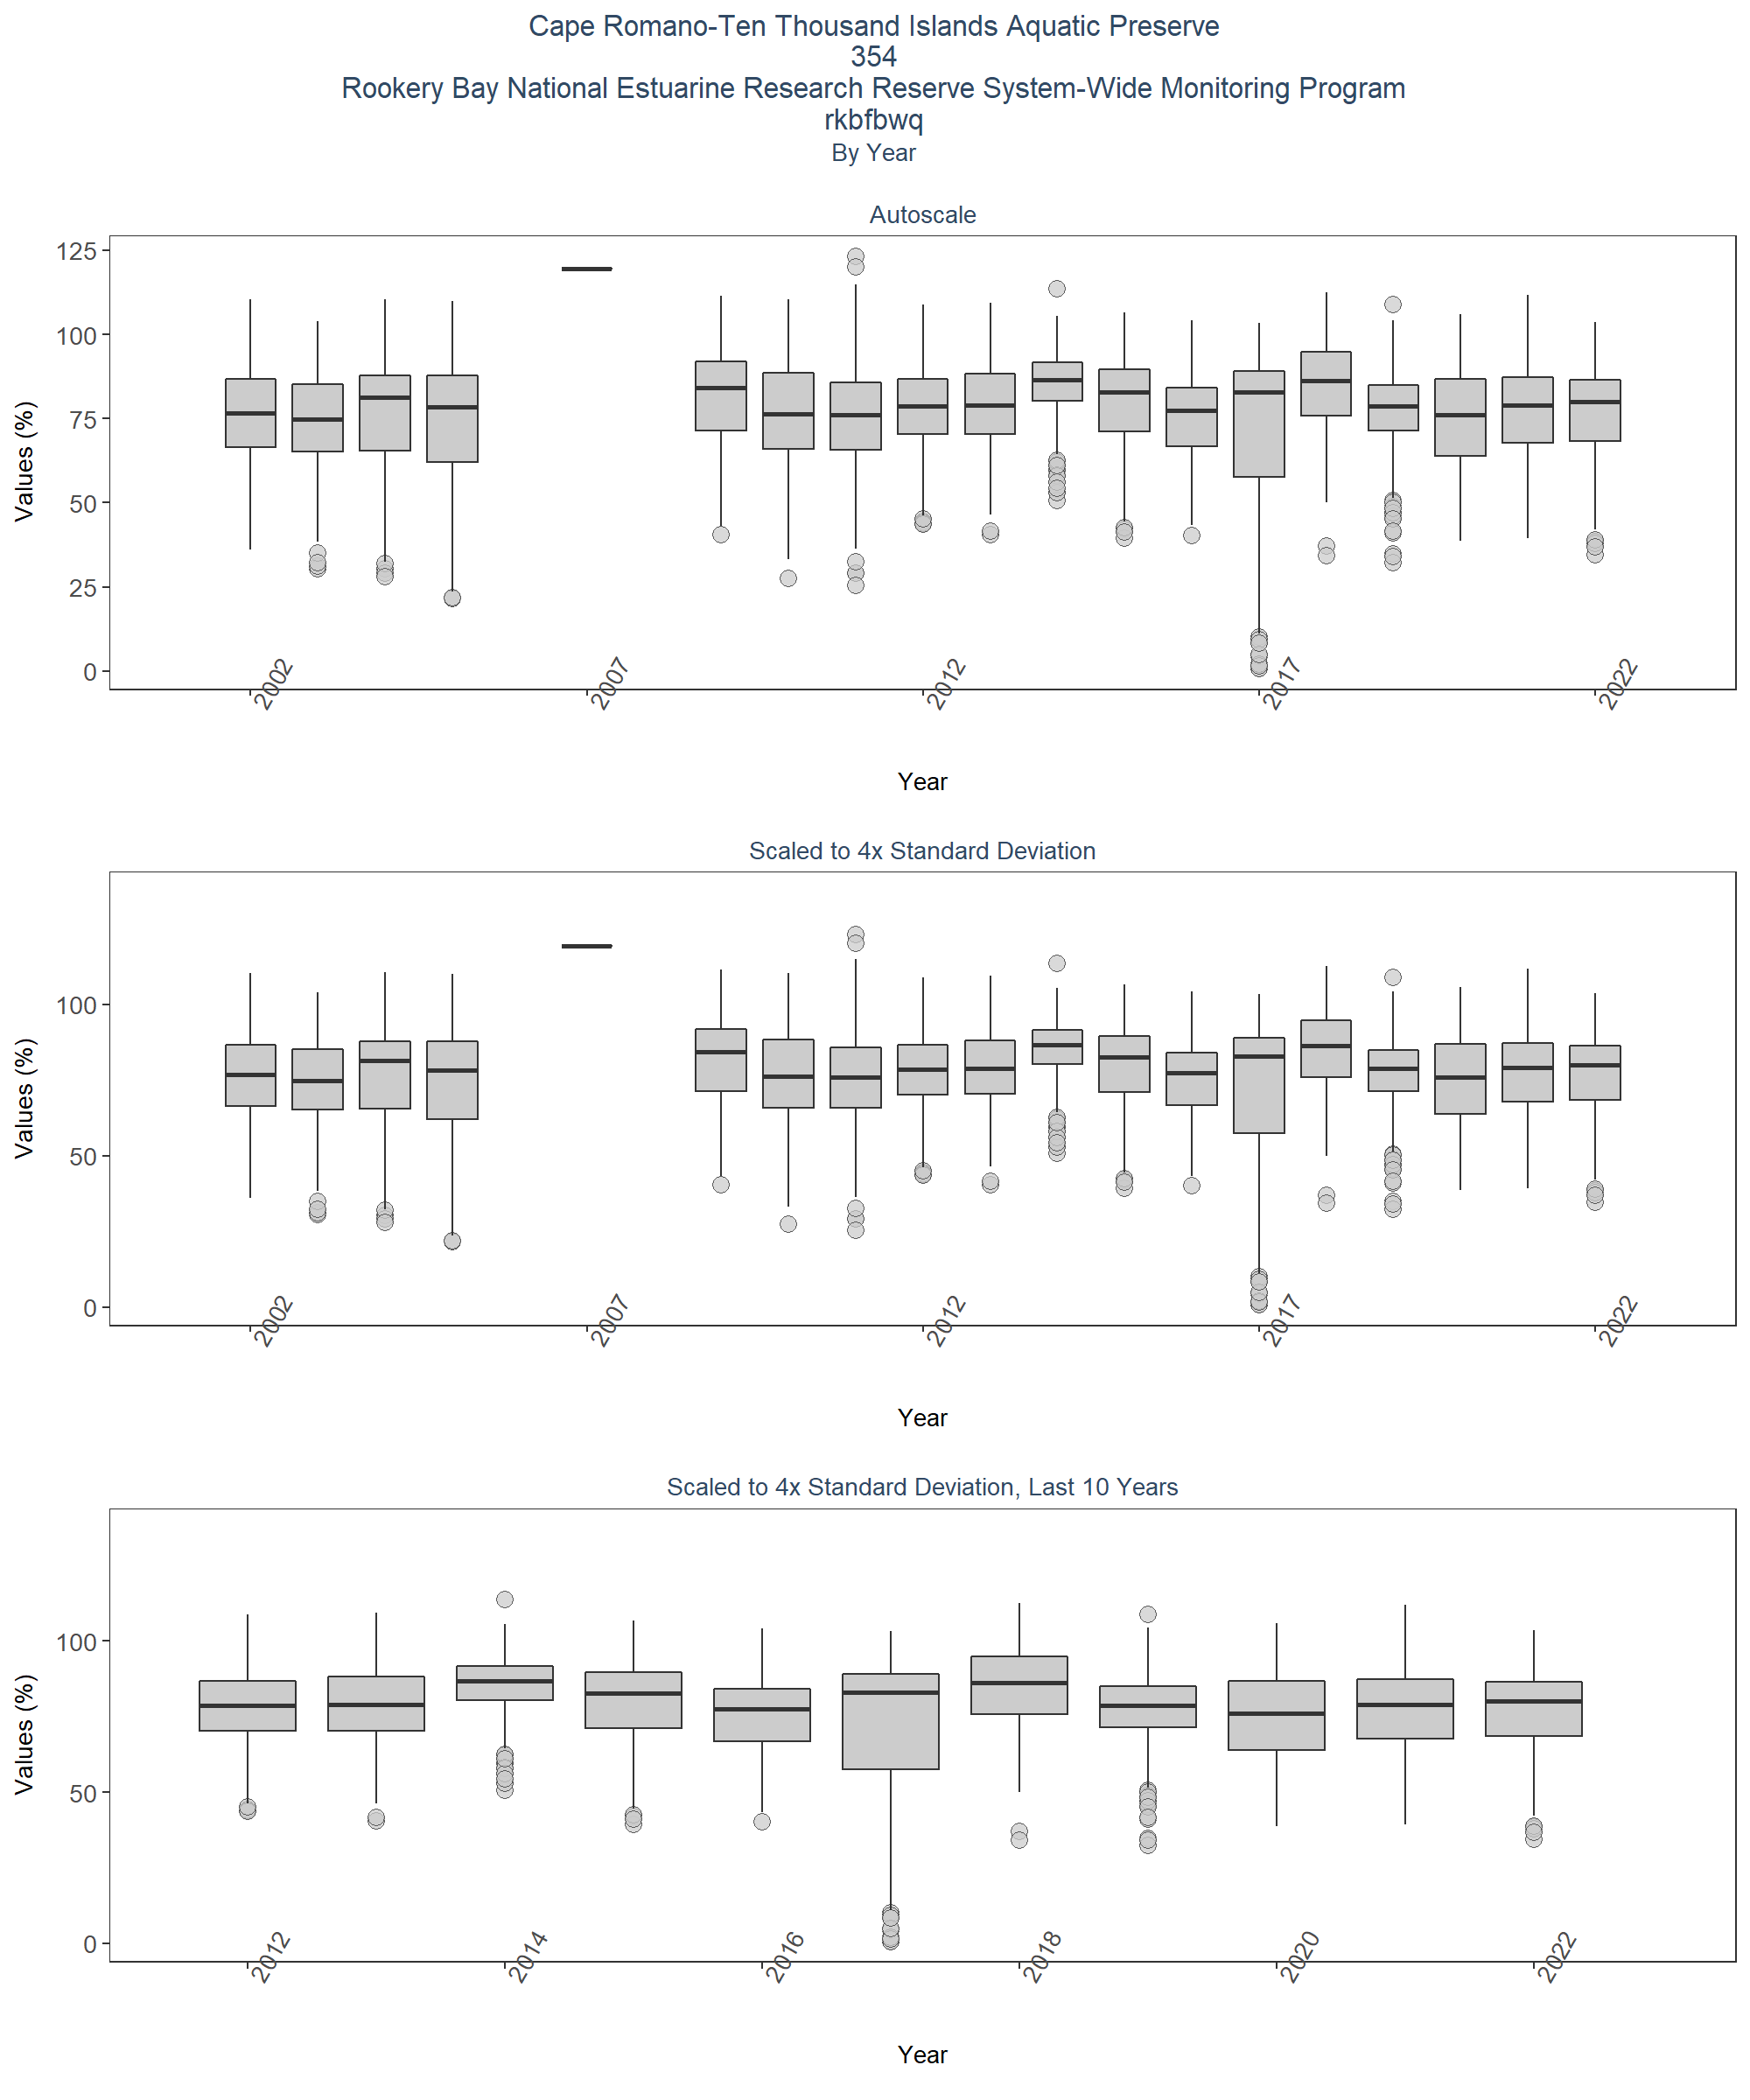 Cape Romano-Ten Thousand Islands Aquatic Preserve
354
Rookery Bay National Estuarine Research Reserve System-Wide Monitoring Program
rkbfbwq
By Year
Autoscale
Values (%)
125
100
75
50
25
0
2002
2007
2012
2017
2022
Year
Scaled to 4x Standard Deviation
Values (%)
100
50
0
2002
2007
2012
2017
2022
Year
Scaled to 4x Standard Deviation, Last 10 Years
Values (%)
100
50
0
2012
2014
2016
2018
2020
2022
Year